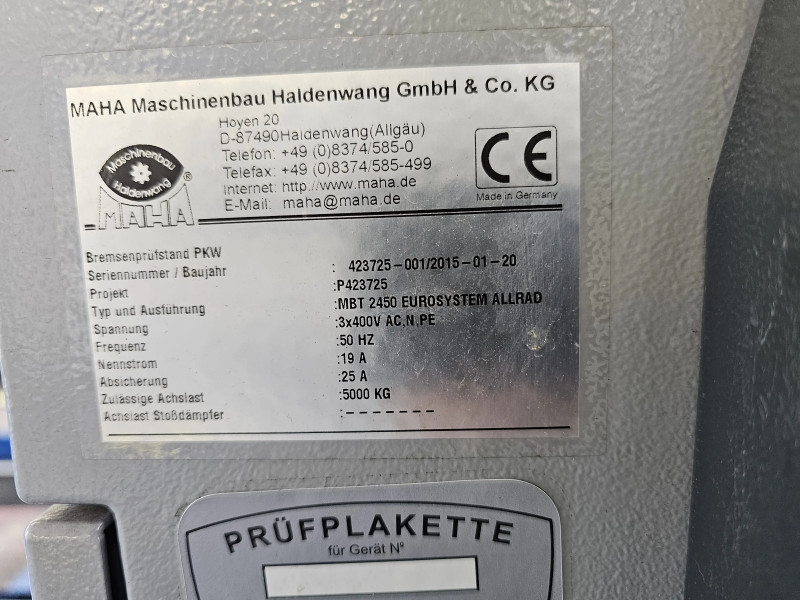 MAHA Maschinenbau Haldenwang GmbH & Co. KG
Hoyen 20
D-87490Haldenwang(Allgäu)
Telefon: +49 (0)8374/585-0
Telefax: +49 (0)8374/585-499
Internet: http://www.maha.de
E-Mail: maha@maha.de
Maschinenbau
Haldenwang
MAHA
®
CE
Made in Germany
Bremsenprüfstand PKW
Seriennummer / Baujahr : 423725-001/2015-01-20
Projekt :P423725
Typ und Ausführung :MBT 2450 EUROSYSTEM ALLRAD
Spannung :3x400V AC,N,PE
Frequenz :50 HZ
Nennstrom :19 A
Absicherung :25 A
Zulässige Achslast :5000 KG
Achslast Stoßdämpfer :-------
PRÜFPLAKETTE
für Gerät Nº